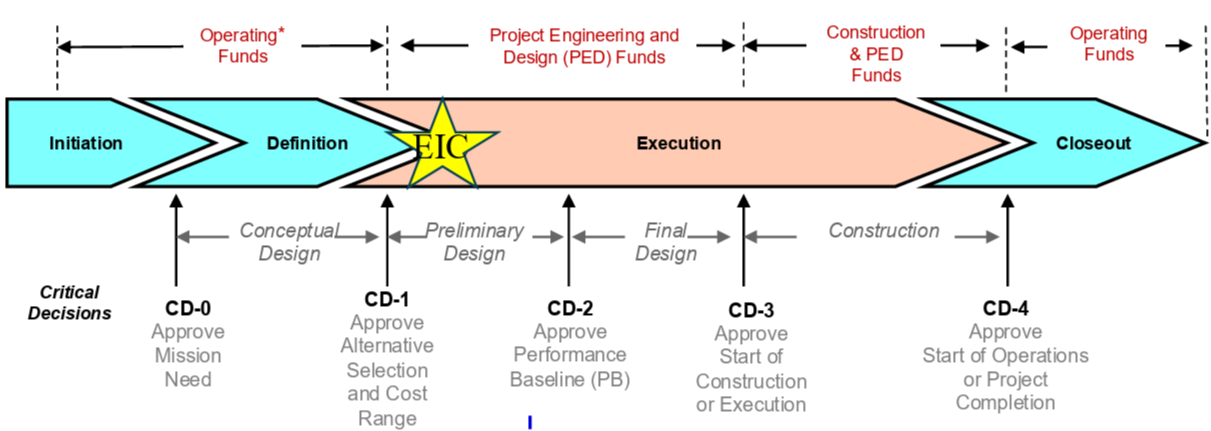 Operating*
Funds
Project Engineering and
Design (PED) Funds
Construction
& PED
Funds
Operating
Funds
Initiation
Definition
EIC
Execution
Closeout
Conceptual
Design
Preliminary
Design
Final
Design
Construction
Critical
Decisions
CD-0
Approve
Mission
Need
CD-1
Approve
Alternative
Selection
and Cost
Range
CD-2
Approve
Performance
Baseline (PB)
CD-3
Approve
Start of
Construction
or Execution
CD-4
Approve
Start of Operations
or Project
Completion